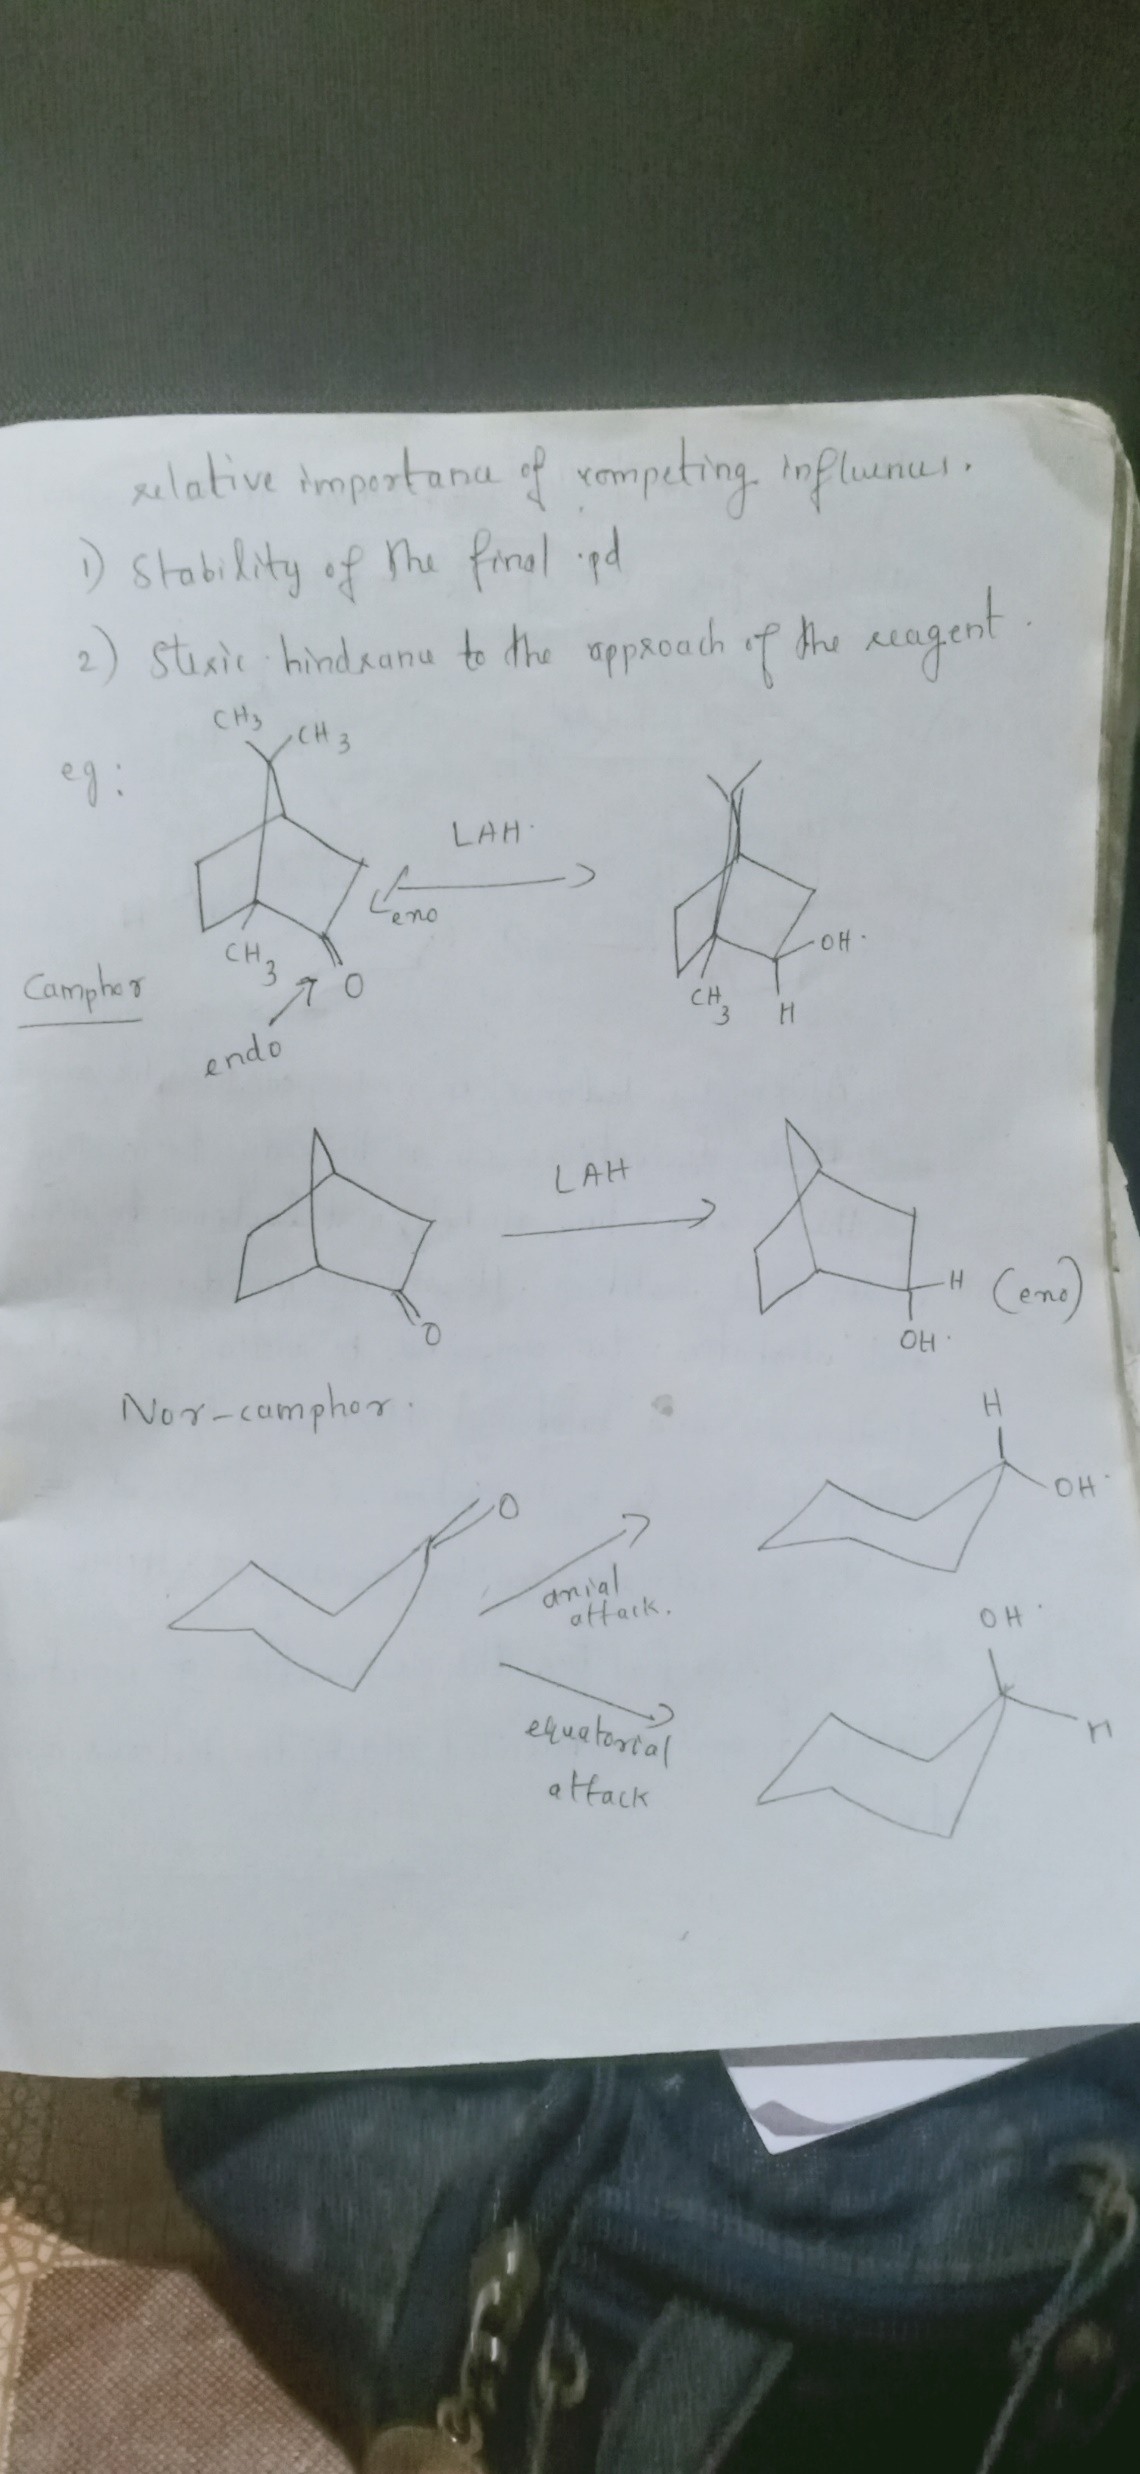 relative importance of competing influences.
1) Stability of the final pd
2) Steric hindrance to the approach of the reagent.
CH3
CH3
eg:
LAH.
eno
OH.
CH3
O
Camphor
CH3
H
endo
LAH
H (eno)
O
OH.
Nor-camphor.
H
O
OH.
axial
attack.
OH.
equatorial
H
attack